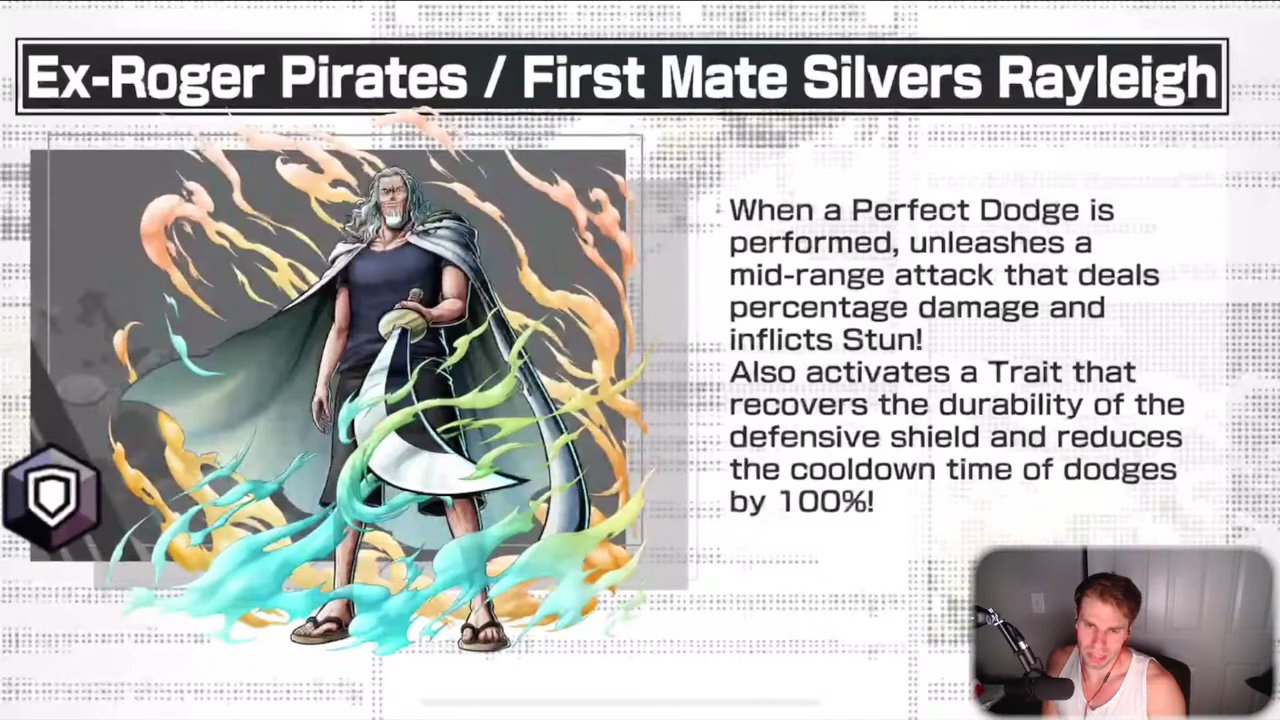 Ex-Roger Pirates / First Mate Silvers Rayleigh
When a Perfect Dodge is
performed, unleashes a
mid-range attack that deals
percentage damage and
inflicts Stun!
Also activates a Trait that
recovers the durability of the
defensive shield and reduces
the cooldown time of dodges
by 100%!